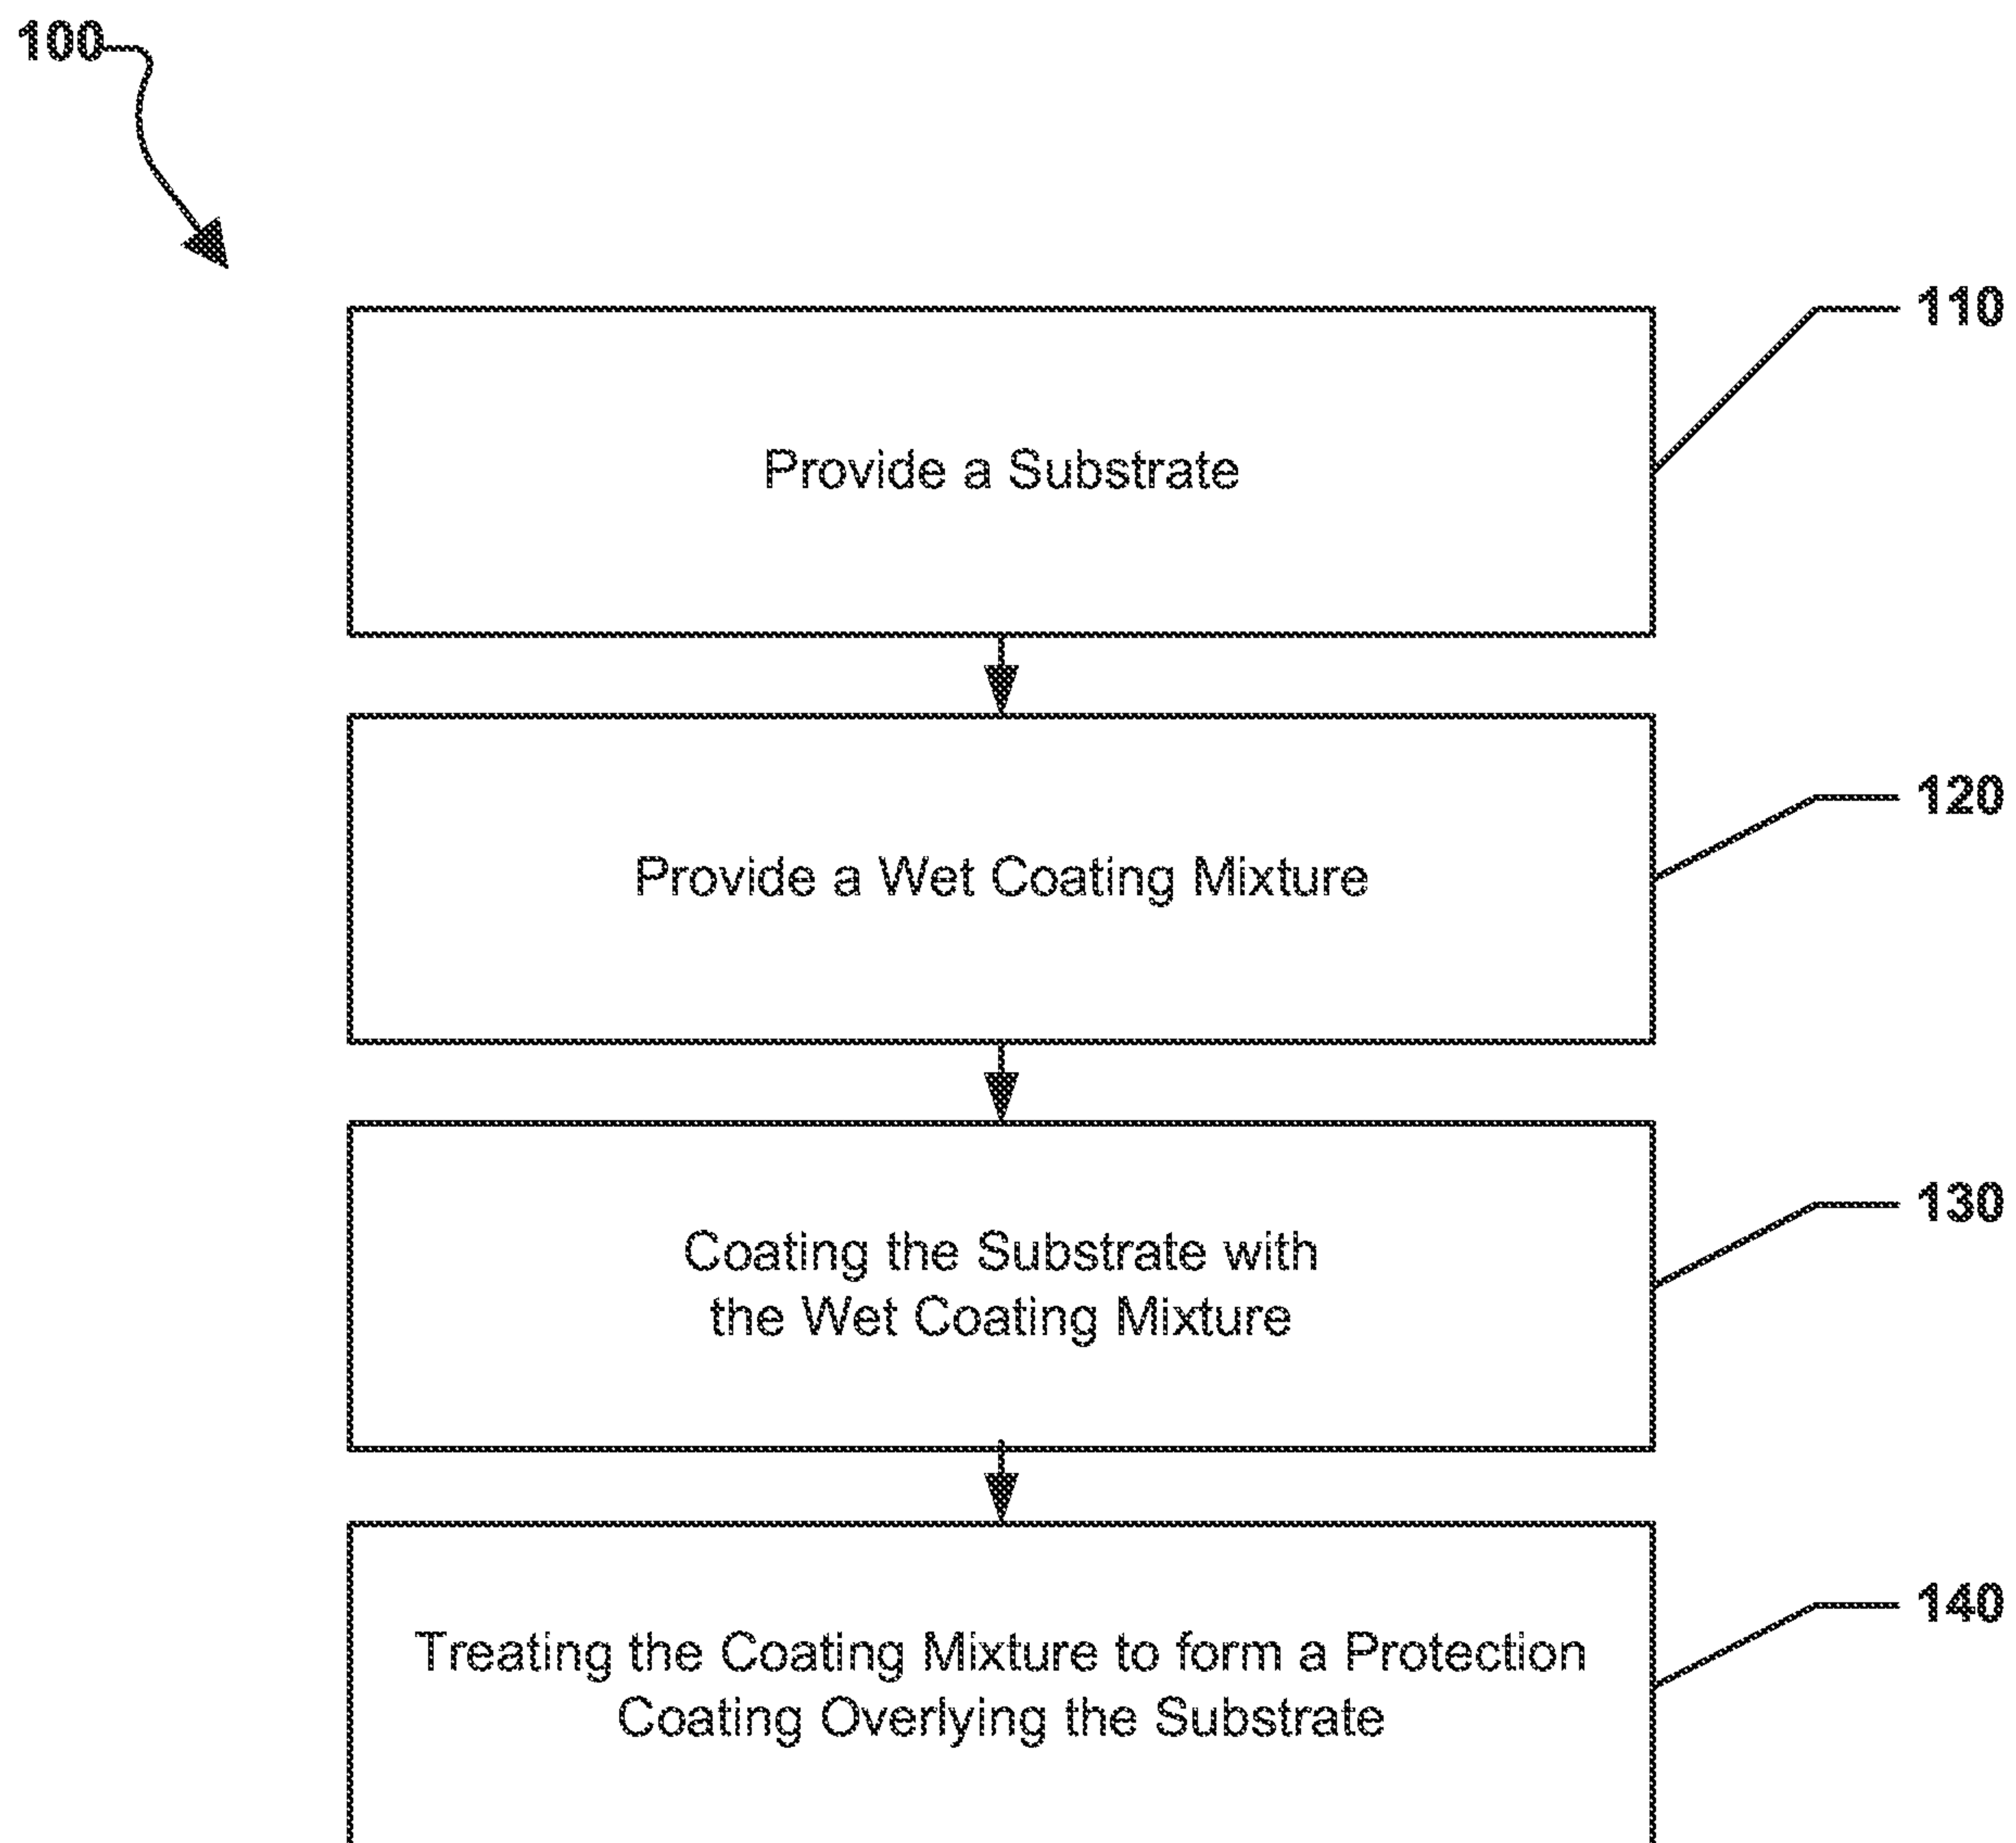 100
110
Provide a Substrate
120
Provide a Wet Coating Mixture
130
Coating the Substrate with
the Wet Coating Mixture
140
Treating the Coating Mixture to form a Protection
Coating Overlying the Substrate